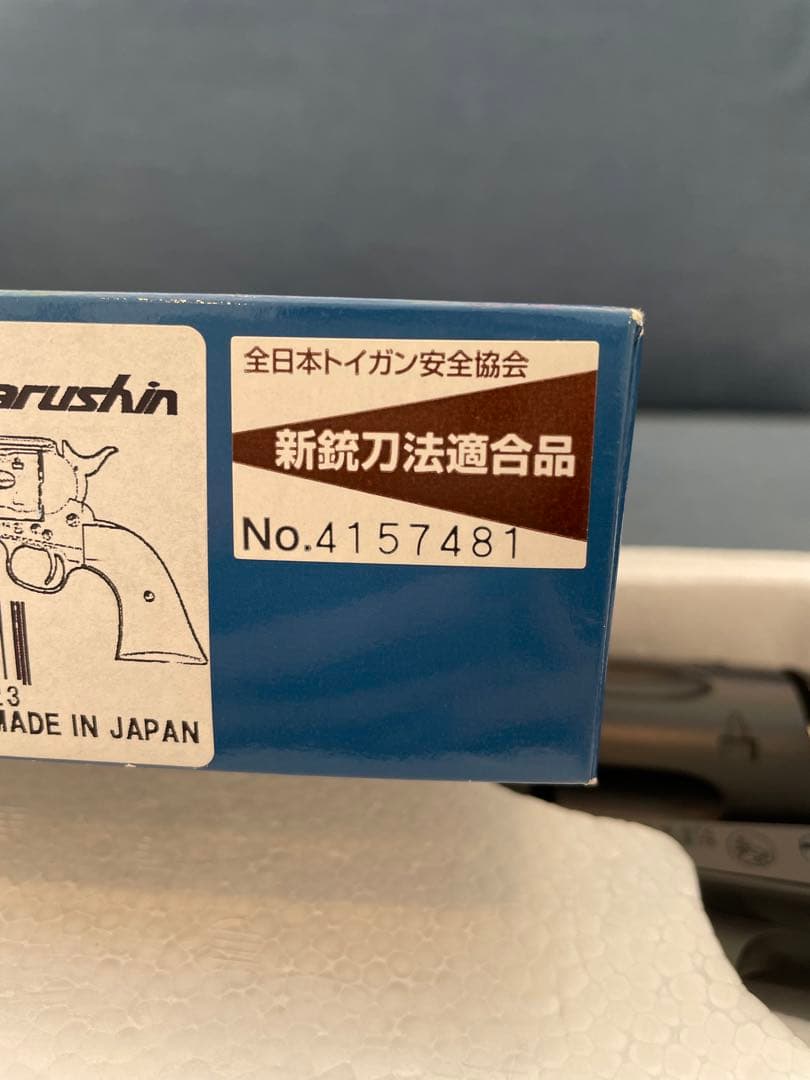 arushin
.3
MADE IN JAPAN
全日本トイガン安全協会
新銃刀法適合品
No.4157481
A